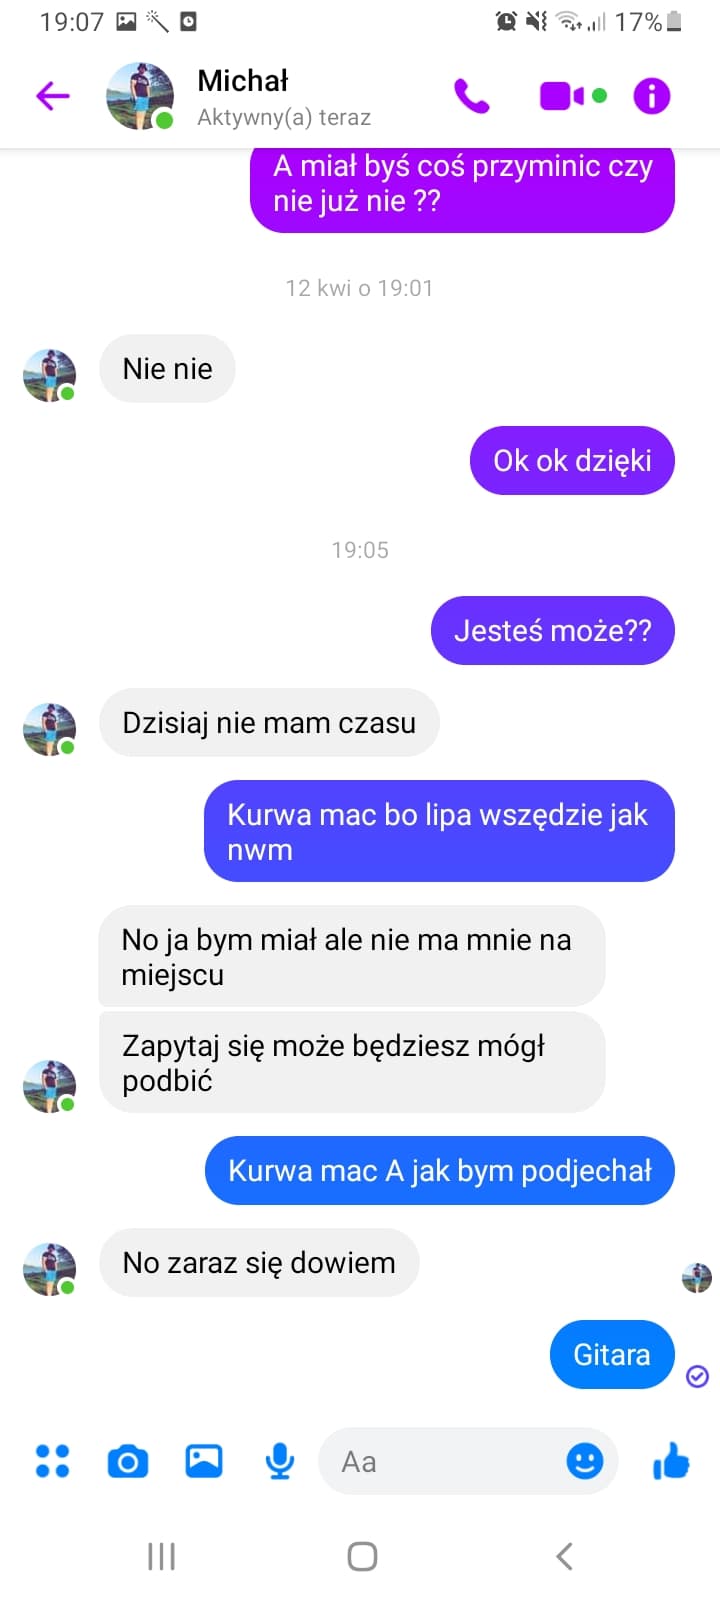 19:07
17%
Michał
Aktywny(a) teraz
A miał byś coś przyminic czy
nie już nie ??
12 kwi o 19:01
Nie nie
Ok ok dzięki
19:05
Jesteś może??
Dzisiaj nie mam czasu
Kurwa mac bo lipa wszędzie jak
nwm
No ja bym miał ale nie ma mnie na
miejscu
Zapytaj się może będziesz mógł
podbić
Kurwa mac A jak bym podjechał
No zaraz się dowiem
Gitara
Aa